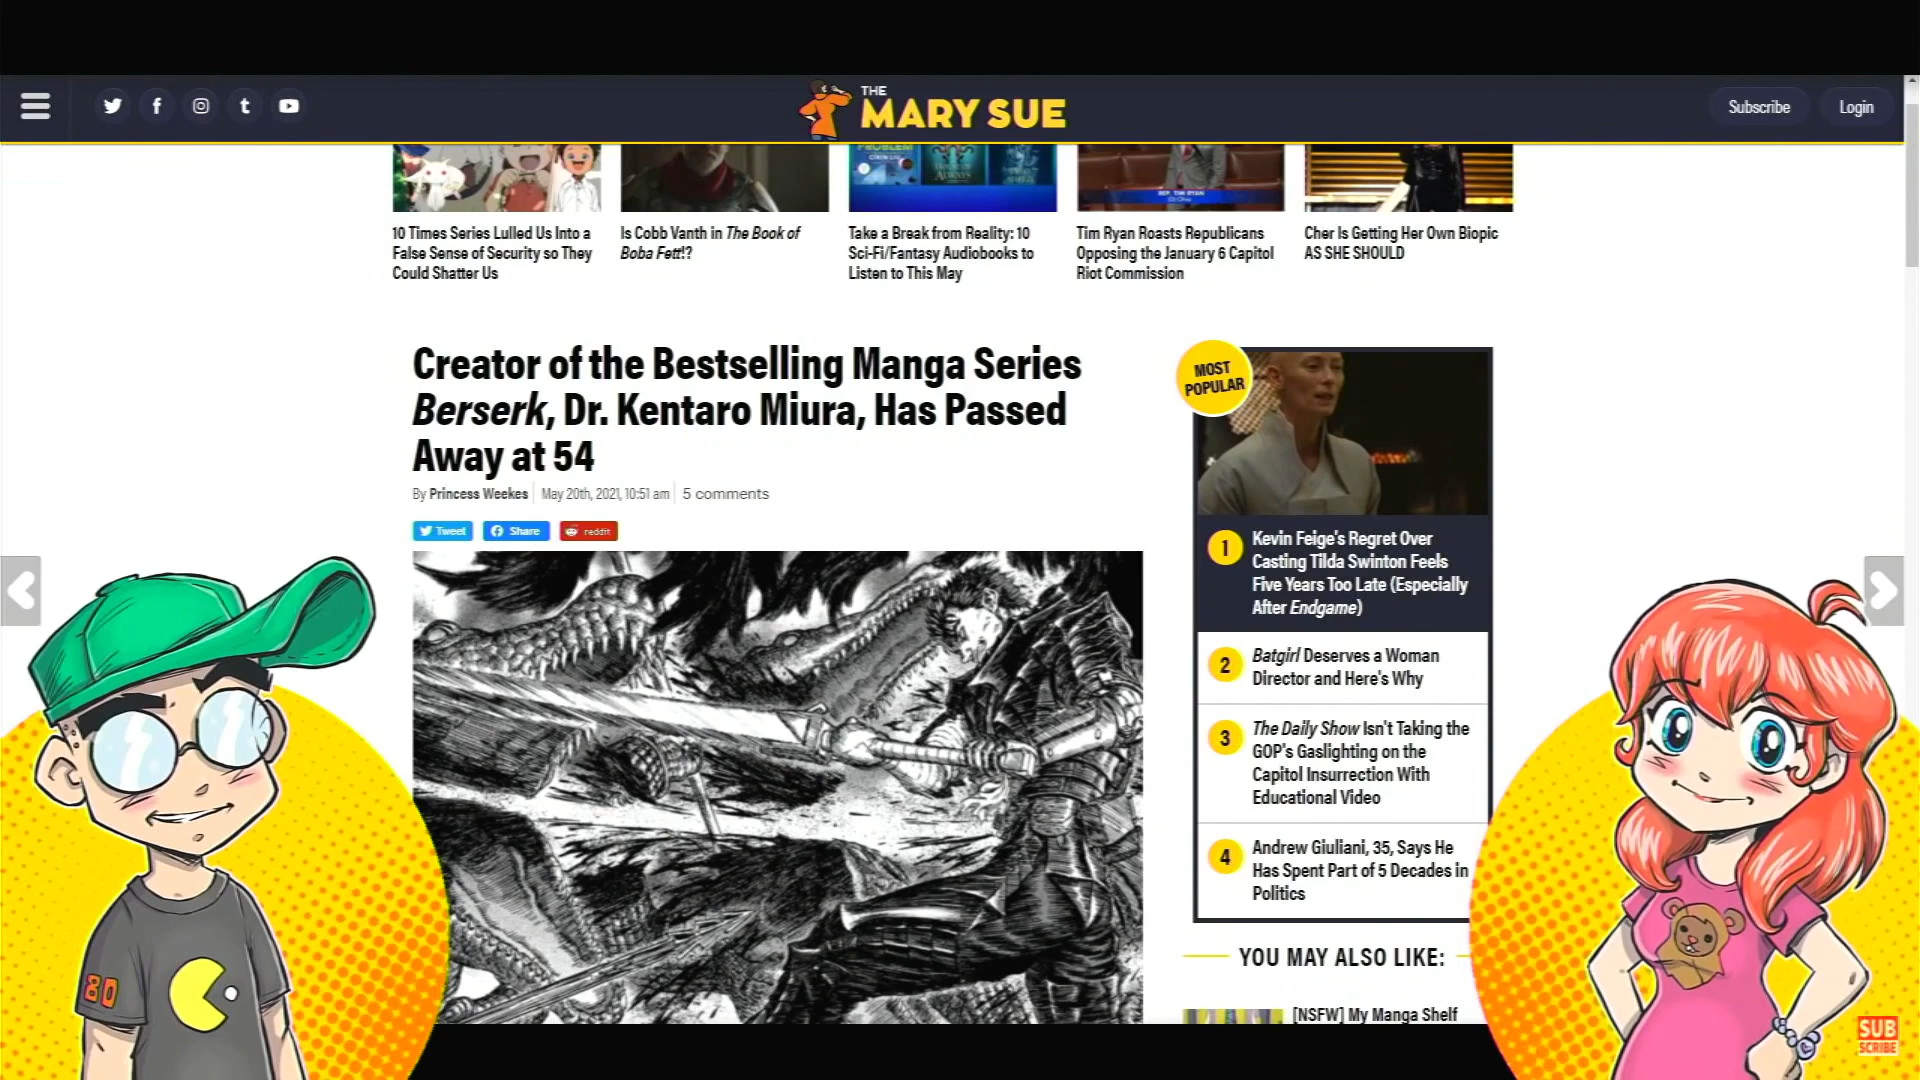 THE
MARY SUE
Subscribe
Login
PROBLEM
CIXIN LIU
ALWAYS
REP. TIM RYAN
10 Times Series Lulled Us Into a
False Sense of Security so They
Could Shatter Us
Is Cobb Vanth in The Book of
Boba Fett!?
Take a Break from Reality: 10
Sci-Fi/Fantasy Audiobooks to
Listen to This May
Tim Ryan Roasts Republicans
Opposing the January 6 Capitol
Riot Commission
Cher Is Getting Her Own Biopic
AS SHE SHOULD
Creator of the Bestselling Manga Series
Berserk, Dr. Kentaro Miura, Has Passed
Away at 54
By Princess Weekes
May 20th, 2021, 10:51 am
5 comments
Tweet
Share
reddit
MOST
POPULAR
1
Kevin Feige's Regret Over
Casting Tilda Swinton Feels
Five Years Too Late (Especially
After Endgame)
2
Batgirl Deserves a Woman
Director and Here's Why
3
The Daily Show Isn't Taking the
GOP's Gaslighting on the
Capitol Insurrection With
Educational Video
4
Andrew Giuliani, 35, Says He
Has Spent Part of 5 Decades in
Politics
YOU MAY ALSO LIKE:
[NSFW] My Manga Shelf
80
SUB
SCRIBE